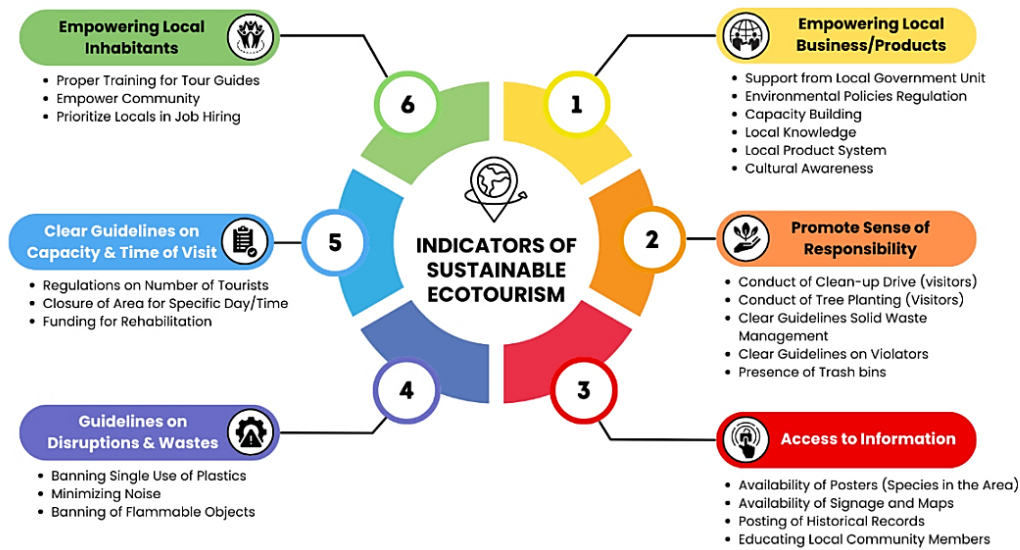 INDICATORS OF
SUSTAINABLE
ECOTOURISM
1
Empowering Local
Business/Products
• Support from Local Government Unit
• Environmental Policies Regulation
• Capacity Building
• Local Knowledge
• Local Product System
• Cultural Awareness
2
Promote Sense of
Responsibility
• Conduct of Clean-up Drive (visitors)
• Conduct of Tree Planting (Visitors)
• Clear Guidelines Solid Waste
Management
• Clear Guidelines on Violators
• Presence of Trash bins
3
Access to Information
• Availability of Posters (Species in the Area)
• Availability of Signage and Maps
• Posting of Historical Records
• Educating Local Community Members
4
Guidelines on
Disruptions & Wastes
• Banning Single Use of Plastics
• Minimizing Noise
• Banning of Flammable Objects
5
Clear Guidelines on
Capacity & Time of Visit
• Regulations on Number of Tourists
• Closure of Area for Specific Day/Time
• Funding for Rehabilitation
6
Empowering Local
Inhabitants
• Proper Training for Tour Guides
• Empower Community
• Prioritize Locals in Job Hiring